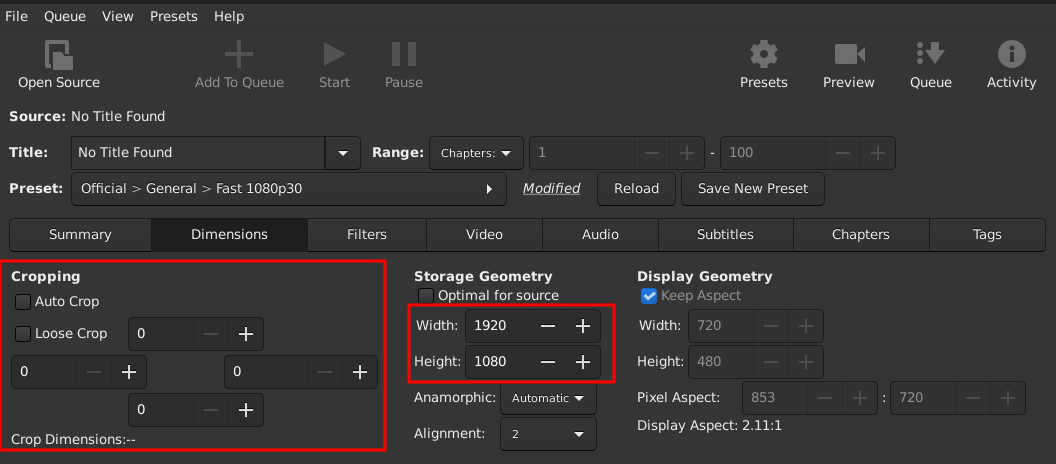 File Queue View Presets Help
Open Source Add To Queue Start Pause Presets Preview Queue Activity
Source: No Title Found
Title: No Title Found Range: Chapters: 1 - 100
Preset: Official > General > Fast 1080p30 Modified Reload Save New Preset
Summary Dimensions Filters Video Audio Subtitles Chapters Tags
Cropping
Auto Crop
Loose Crop 0
0 0
0
Crop Dimensions:--
Storage Geometry
Optimal for source
Width: 1920
Height: 1080
Anamorphic: Automatic
Alignment: 2
Display Geometry
Keep Aspect
Width: 720
Height: 480
Pixel Aspect: 853 : 720
Display Aspect: 2.11:1